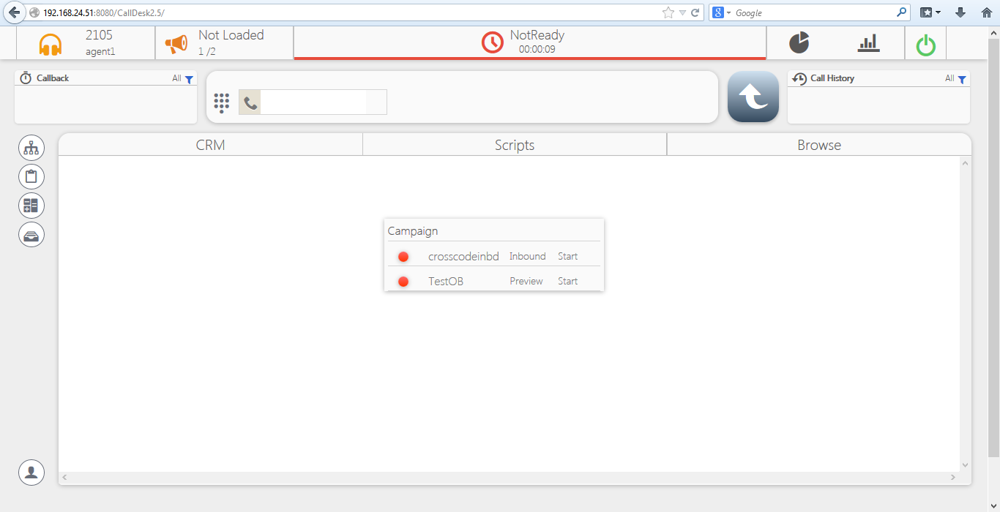 192.168.24.51:8080/CallDesk2.5/
8 Google
2105
agent1
Not Loaded
1 /2
NotReady
00:00:09
Callback All
Call History All
CRM Scripts Browse
Campaign
crosscodeinbd Inbound Start
TestOB Preview Start